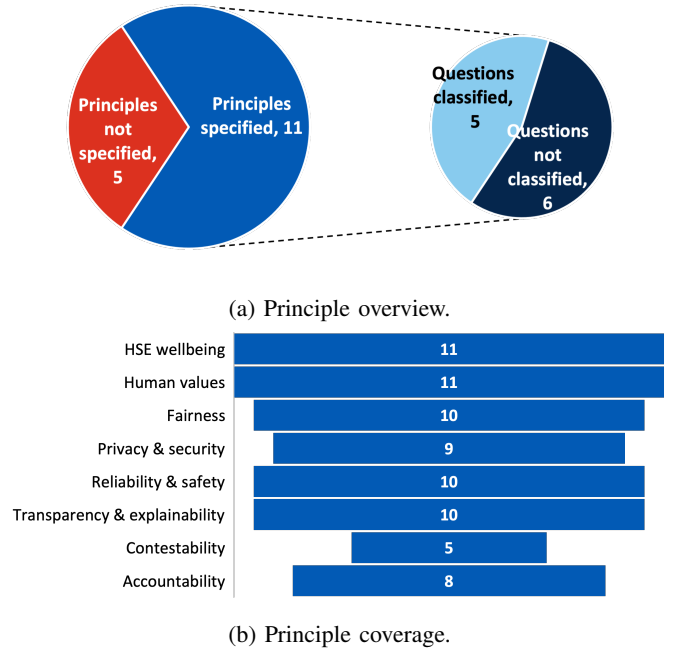 Principles
not
specified,
5
Principles
specified, 11
Questions
classified,
5
Questions
not
classified,
6
(a) Principle overview.
HSE wellbeing 11
Human values 11
Fairness 10
Privacy & security 9
Reliability & safety 10
Transparency & explainability 10
Contestability 5
Accountability 8
(b) Principle coverage.